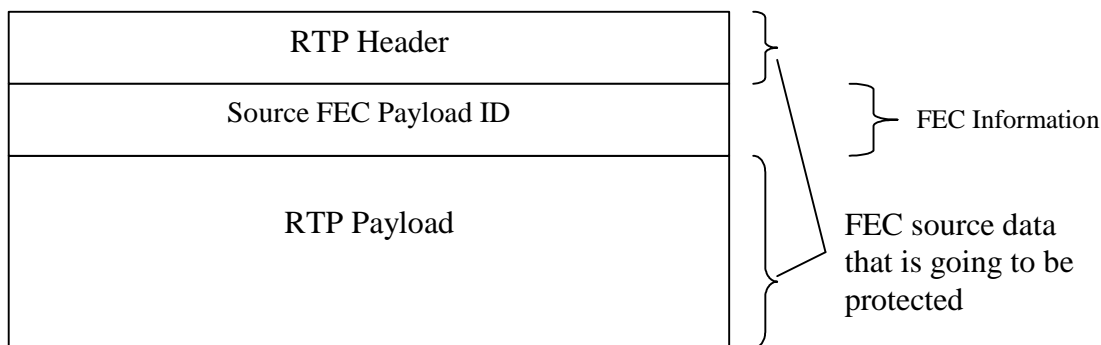 RTP Header
Source FEC Payload ID
FEC Information
RTP Payload
FEC source data
that is going to be
protected